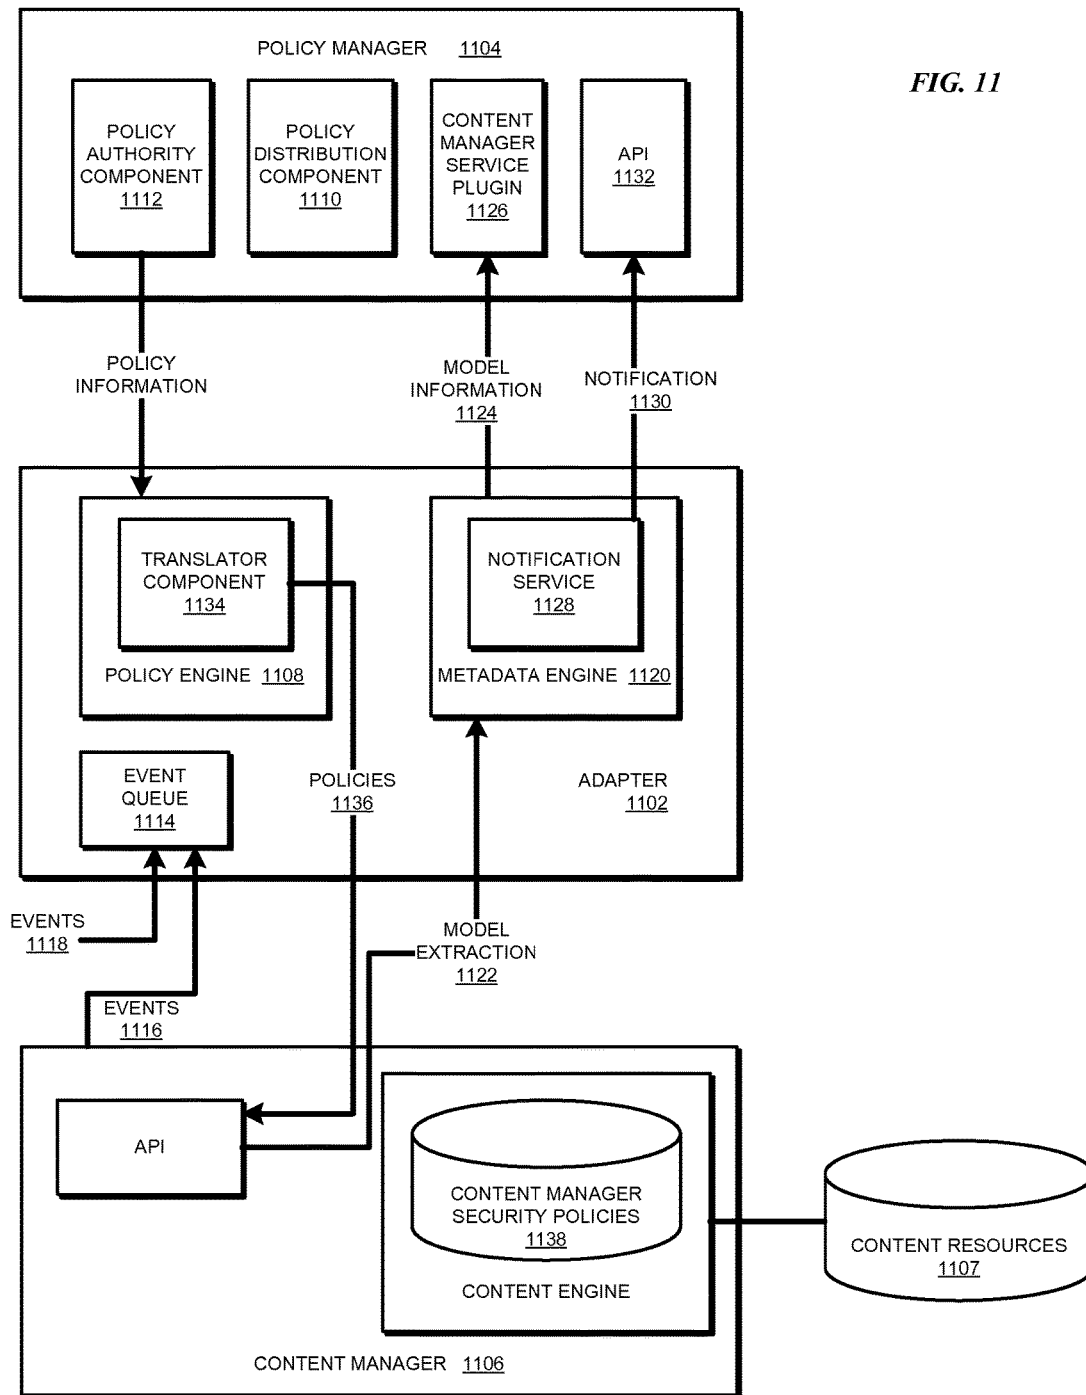 POLICY MANAGER 1104
FIG. 11
POLICY
AUTHORITY
COMPONENT
1112
POLICY
DISTRIBUTION
COMPONENT
1110
CONTENT
MANAGER
SERVICE
PLUGIN
1126
API
1132
POLICY
INFORMATION
MODEL
INFORMATION
1124
NOTIFICATION
1130
TRANSLATOR
COMPONENT
1134
POLICY ENGINE 1108
NOTIFICATION
SERVICE
1128
METADATA ENGINE 1120
EVENT
QUEUE
1114
POLICIES
1136
ADAPTER
1102
EVENTS
1118
MODEL
EXTRACTION
1122
EVENTS
1116
API
CONTENT MANAGER
SECURITY POLICIES
1138
CONTENT ENGINE
CONTENT RESOURCES
1107
CONTENT MANAGER 1106